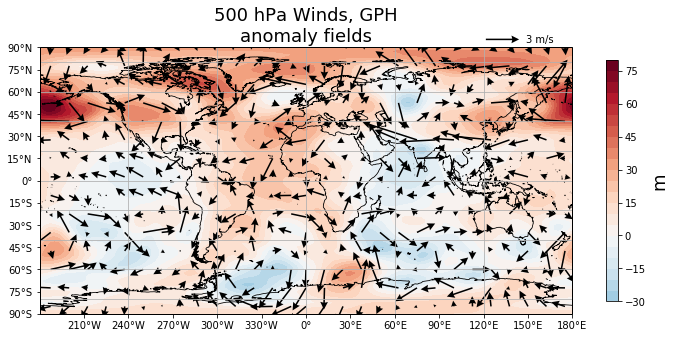 500 hPa Winds, GPH
anomaly fields
3 m/s
90°N
75°N
60°N
45°N
30°N
15°N
0°
15°S
30°S
45°S
60°S
75°S
90°S
210°W 240°W 270°W 300°W 330°W 0° 30°E 60°E 90°E 120°E 150°E 180°E
75
60
45
30
15
0
−15
−30
m